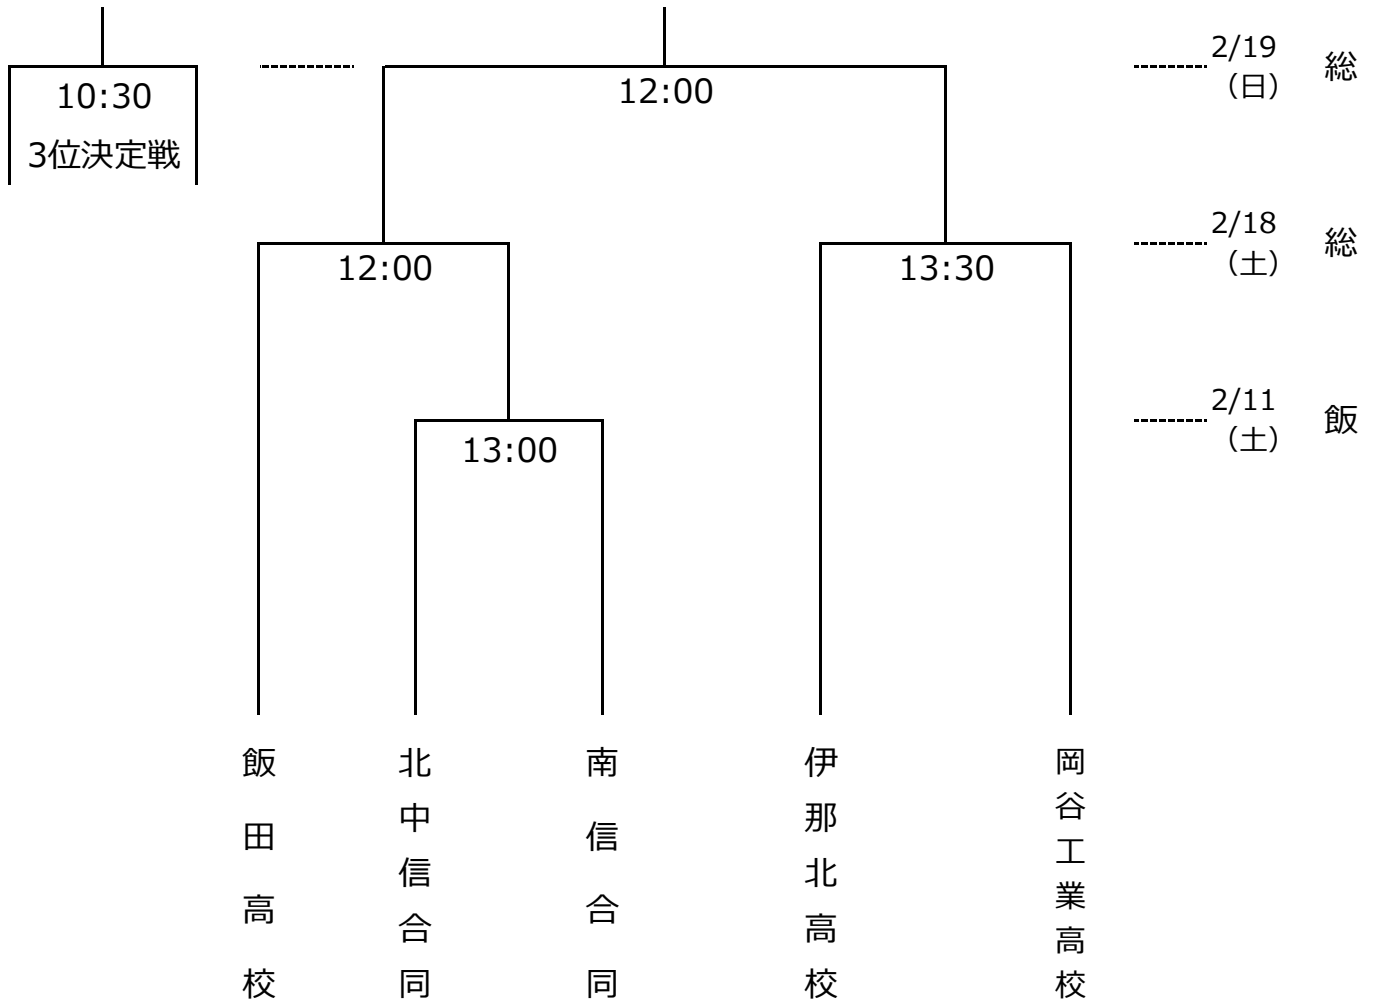 10:30
3位決定戦
12:00
2/19
（日）
総
12:00
13:30
2/18
（土）
総
13:00
2/11
（土）
飯
飯田高校
北中信合同
南信合同
伊那北高校
岡谷工業高校